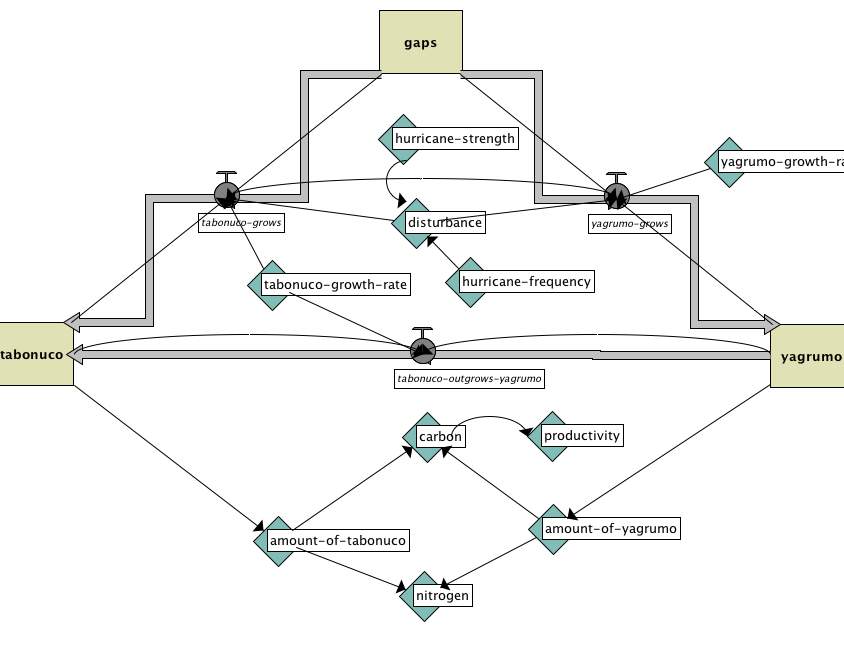 gaps
hurricane-strength
yagrumo-growth-ra
tabonuco-grows
disturbance
yagrumo-grows
tabonuco-growth-rate
hurricane-frequency
tabonuco
yagrumo
tabonuco-outgrows-yagrumo
carbon
productivity
amount-of-tabonuco
amount-of-yagrumo
nitrogen